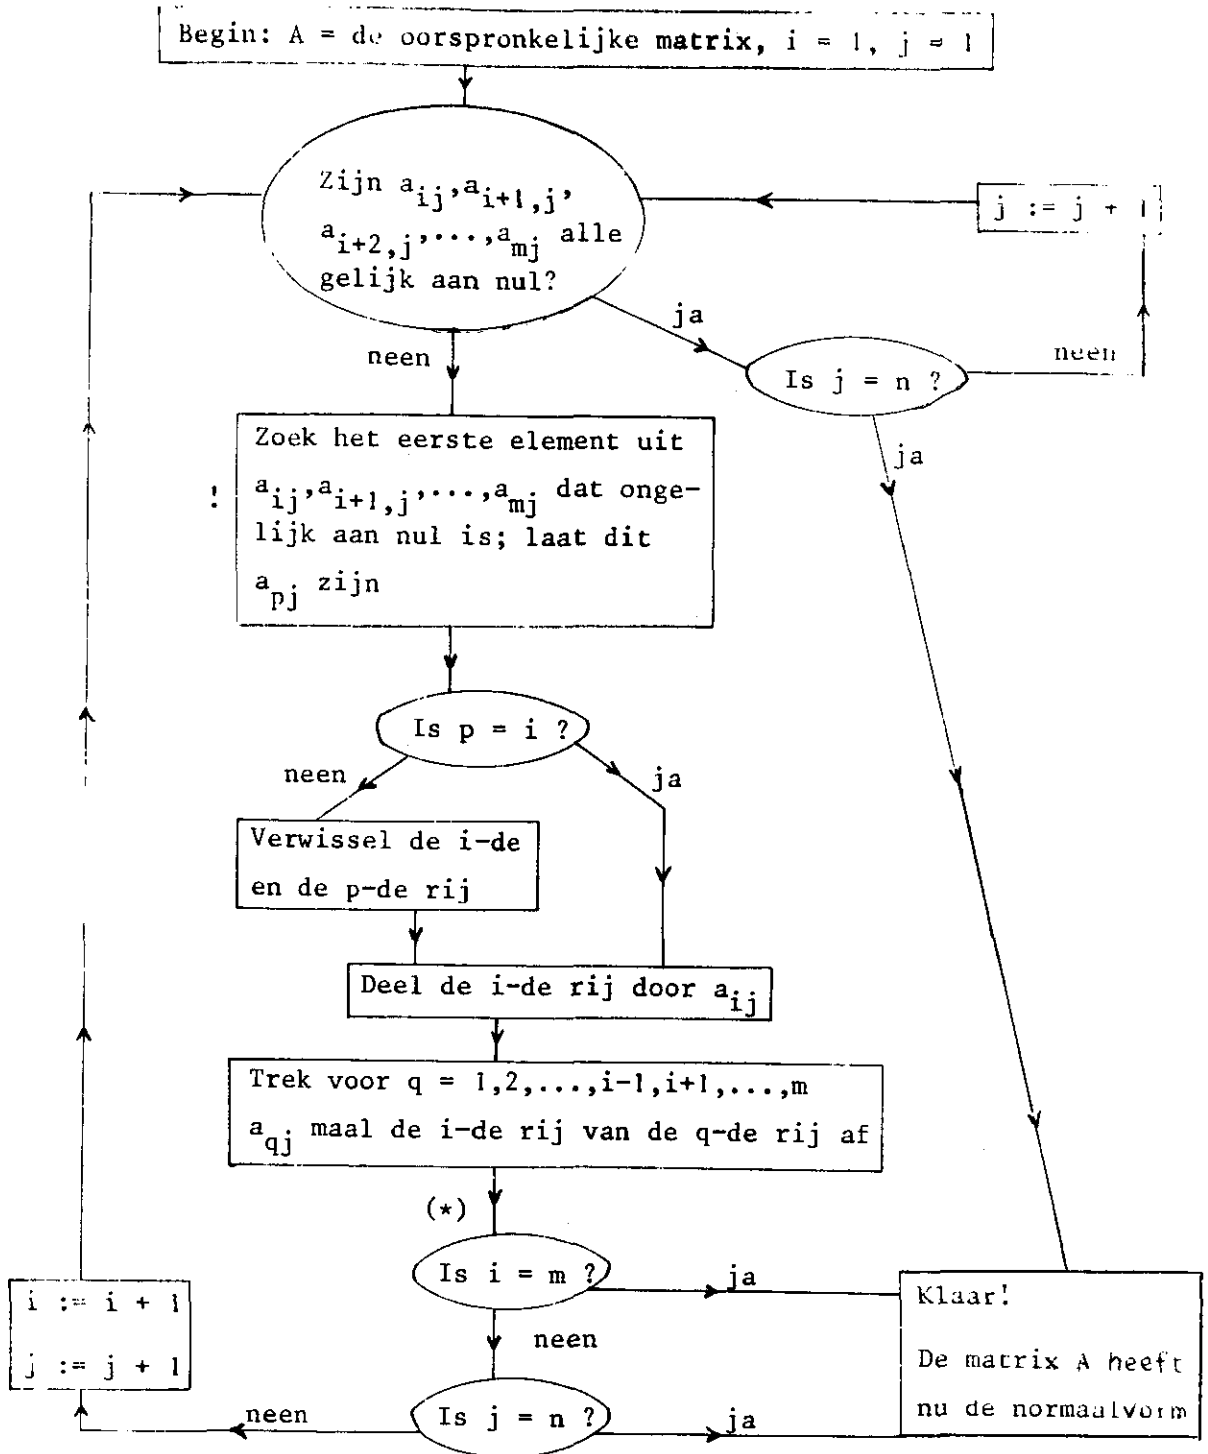 Begin: A = de oorspronkelijke matrix, i = 1, j = 1
Zijn a_ij,a_i+1,j,
a_i+2,j,...,a_mj alle
gelijk aan nul?
j := j + 1
ja
neen
neen
Is j = n ?
ja
Zoek het eerste element uit
! a_ij,a_i+1,j,...,a_mj dat onge-
lijk aan nul is; laat dit
a_pj zijn
Is p = i ?
neen
ja
Verwissel de i-de
en de p-de rij
Deel de i-de rij door a_ij
Trek voor q = 1,2,...,i-1,i+1,...,m
a_qj maal de i-de rij van de q-de rij af
(*)
Is i = m ?
ja
neen
i := i + 1
j := j + 1
Klaar!
De matrix A heeft
nu de normaalvorm
neen
Is j = n ?
ja